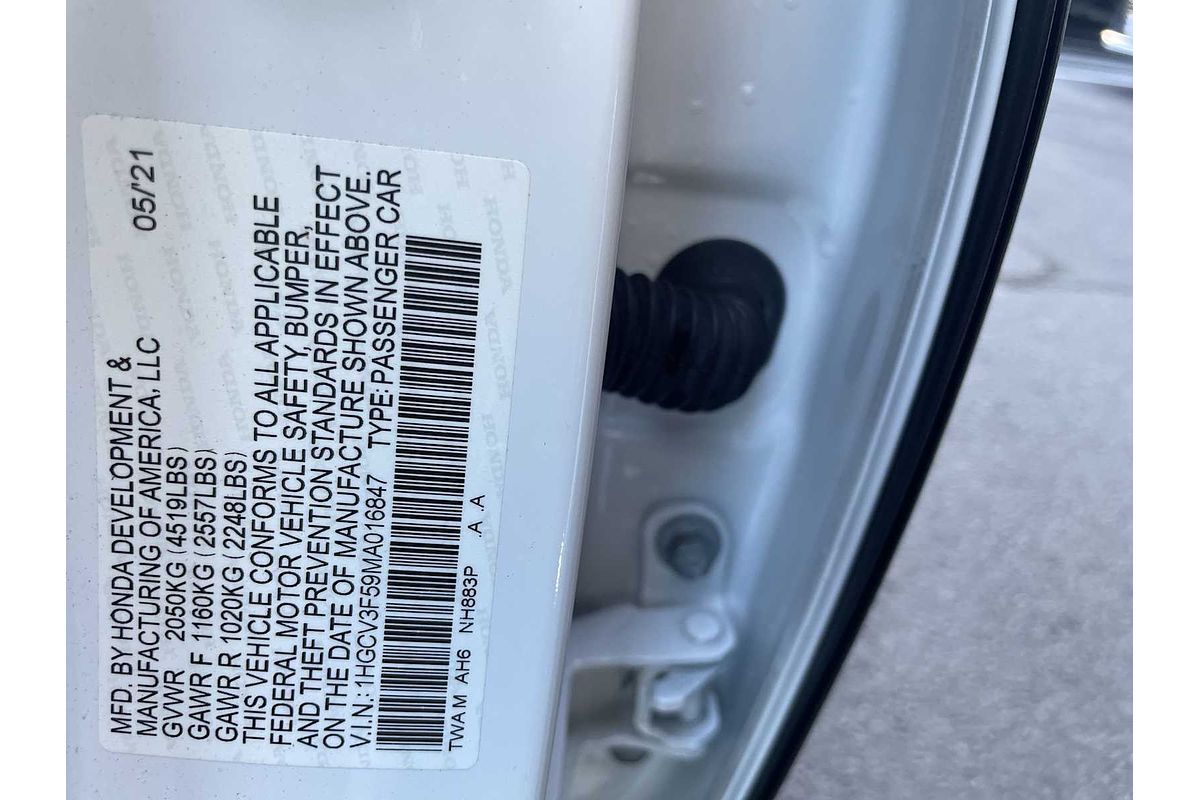 MFD. BY HONDA DEVELOPMENT &
MANUFACTURING OF AMERICA, LLC 05/'21
GVWR 2050KG (4519LBS)
GAWR F 1160KG (2557LBS)
GAWR R 1020KG (2248LBS)
THIS VEHICLE CONFORMS TO ALL APPLICABLE
FEDERAL MOTOR VEHICLE SAFETY, BUMPER,
AND THEFT PREVENTION STANDARDS IN EFFECT
ON THE DATE OF MANUFACTURE SHOWN ABOVE.
V.I.N.: 1HGCV3F59MA016847 TYPE: PASSENGER CAR
TWA M AH6 NH883P .A .A